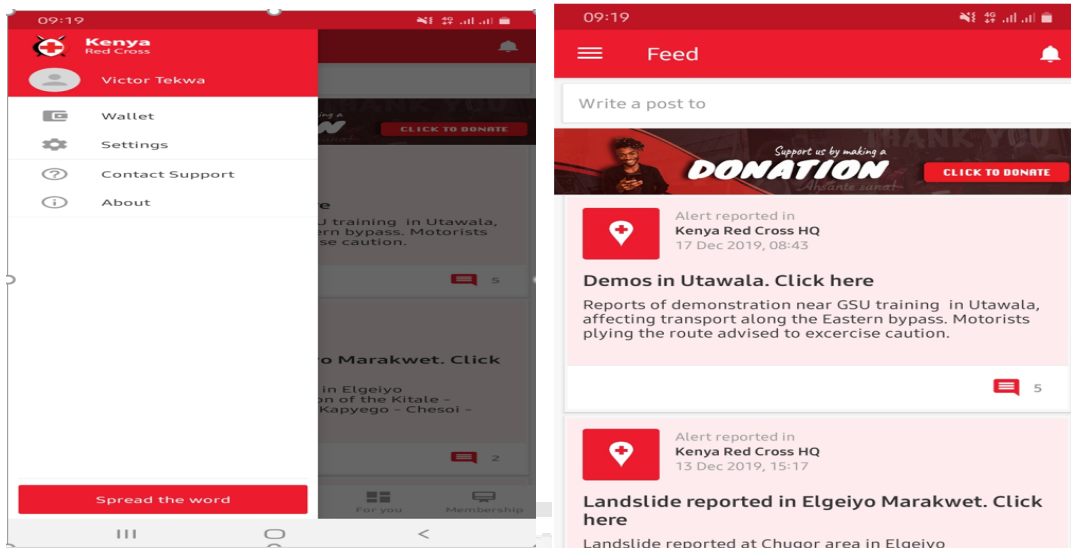 09:19
Kenya
Red Cross
Victor Tekwa
Wallet
Settings
Contact Support
About
Spread the word
THANK YOU
ing a
CLICK TO DONATE
e
U training in Utawala,
ern bypass. Motorists
se caution.
5
o Marakwet. Click
in Elgeiyo
on of the Kitale -
Kapyego - Chesoi -
2
For you
Membership
09:19
4G
Feed
Write a post to
THANK YOU
Support us by making a
DONATION
Ahsante sana
CLICK TO DONATE
Alert reported in
Kenya Red Cross HQ
17 Dec 2019, 08:43
Demos in Utawala. Click here
Reports of demonstration near GSU training in Utawala,
affecting transport along the Eastern bypass. Motorists
plying the route advised to excercise caution.
5
Alert reported in
Kenya Red Cross HQ
13 Dec 2019, 15:17
Landslide reported in Elgeiyo Marakwet. Click
here
Landslide reported at Chugor area in Elgeiyo